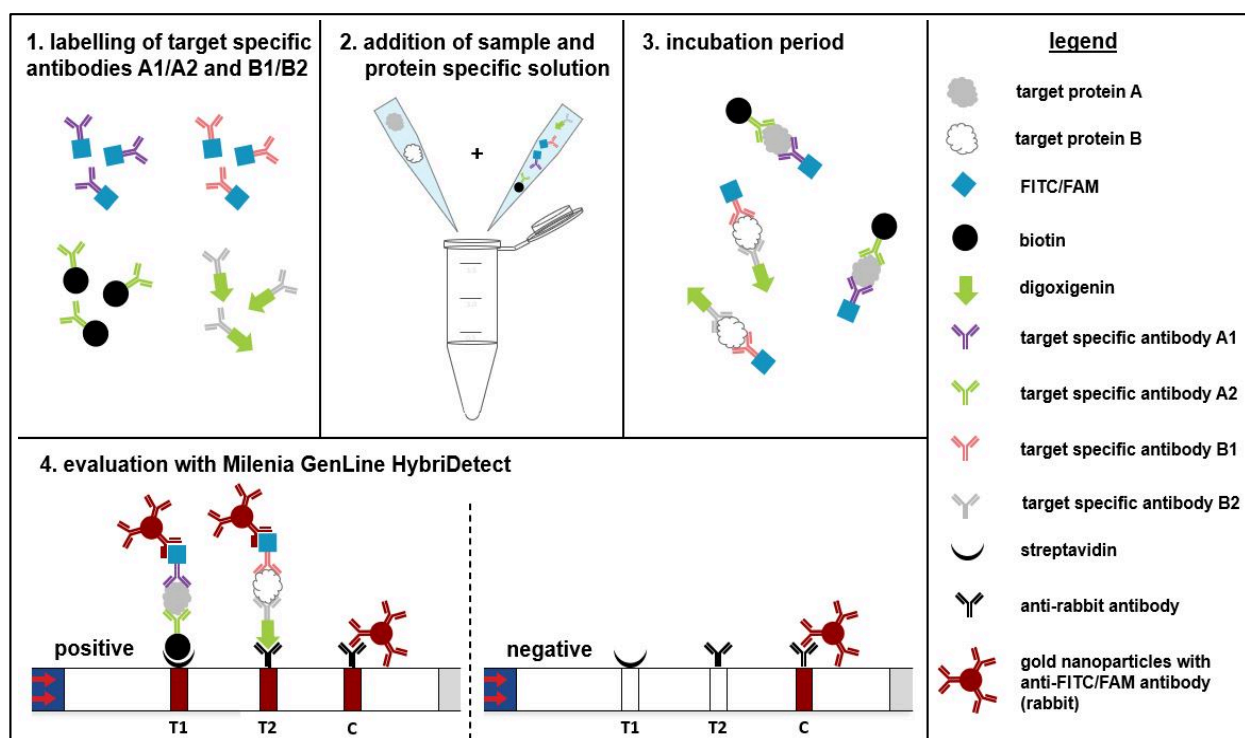 1. labelling of target specific
antibodies A1/A2 and B1/B2
2. addition of sample and
protein specific solution
+
3. incubation period
4. evaluation with Milenia GenLine HybriDetect
positive
T1
T2
C
negative
T1
T2
C
legend
target protein A
target protein B
FITC/FAM
biotin
digoxigenin
target specific antibody A1
target specific antibody A2
target specific antibody B1
target specific antibody B2
streptavidin
anti-rabbit antibody
gold nanoparticles with
anti-FITC/FAM antibody
(rabbit)